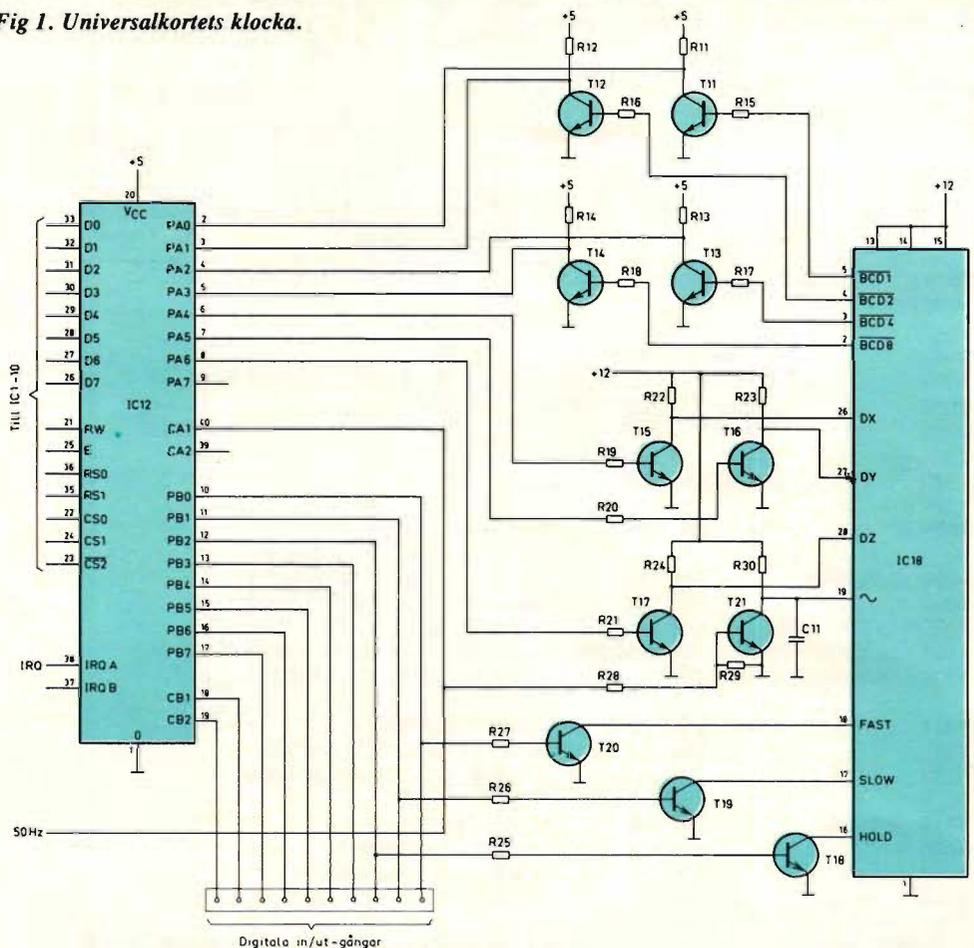 Fig 1. Universalkortets klocka.
+5
+5
R12
R11
T12
T11
R16
R15
+5
+5
R14
R13
T14
T13
R18
R17
+5
20
VCC
33 D0
32 D1
31 D2
30 D3
29 D4
28 D5
27 D6
26 D7
21 RW
25 E
36 RS0
35 RS1
22 CS0
24 CS1
23 CS2
38 IRQ A
37 IRQ B
IRQ
Till IC1-10
IC12
PA0 2
PA1 3
PA2 4
PA3 5
PA4 6
PA5 7
PA6 8
PA7 9
CA1 40
CA2 39
PB0 10
PB1 11
PB2 12
PB3 13
PB4 14
PB5 15
PB6 16
PB7 17
CB1 18
CB2 19
0
1
+12
13 14 15
5 BCD1
4 BCD2
3 BCD4
2 BCD8
+12
R22
R23
26 DX
T15
T16
R19
27 DY
R20
R24
R30
28 DZ
IC18
T17
T21
19 ~
R21
C11
R29
R28
18 FAST
R27
T20
17 SLOW
R26
T19
16 HOLD
R25
T18
1
50Hz
Digitala in/ut-gångar